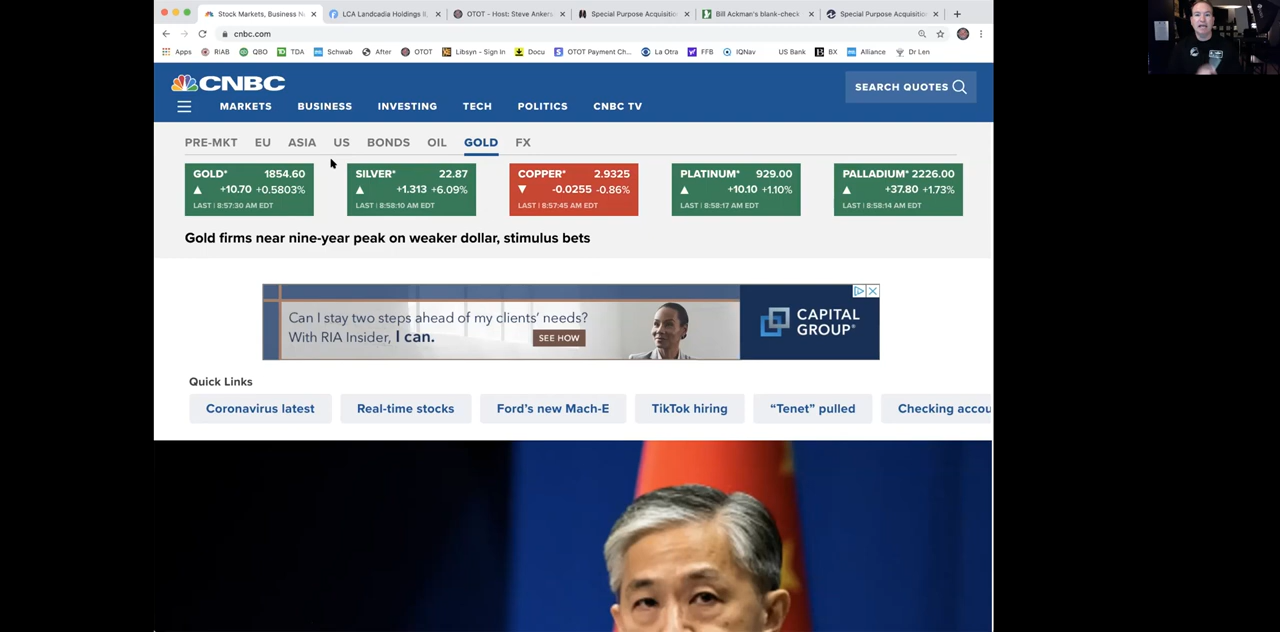 Stock Markets, Business N
LCA Landcadia Holdings II,
OTOT - Host: Steve Ankers
Special Purpose Acquisitio
Bill Ackman's blank-check
Special Purpose Acquisitio
cnbc.com
Apps RIAB QBO TDA Schwab After OTOT Libsyn - Sign in Docu OTOT Payment Ch... La Otra FFB IQNav US Bank BX Alliance Dr Len
CNBC
SEARCH QUOTES
MARKETS BUSINESS INVESTING TECH POLITICS CNBC TV
PRE-MKT EU ASIA US BONDS OIL GOLD FX
GOLD* 1854.60
+10.70 +0.5803%
LAST | 8:57:30 AM EDT
SILVER* 22.87
+1.313 +6.09%
LAST | 8:58:10 AM EDT
COPPER* 2.9325
-0.0255 -0.86%
LAST | 8:57:45 AM EDT
PLATINUM* 929.00
+10.10 +1.10%
LAST | 8:58:17 AM EDT
PALLADIUM* 2226.00
+37.80 +1.73%
LAST | 8:58:14 AM EDT
Gold firms near nine-year peak on weaker dollar, stimulus bets
Can I stay two steps ahead of my clients' needs?
With RIA Insider, I can.
SEE HOW
CAPITAL
GROUP®
Quick Links
Coronavirus latest
Real-time stocks
Ford's new Mach-E
TikTok hiring
"Tenet" pulled
Checking accou